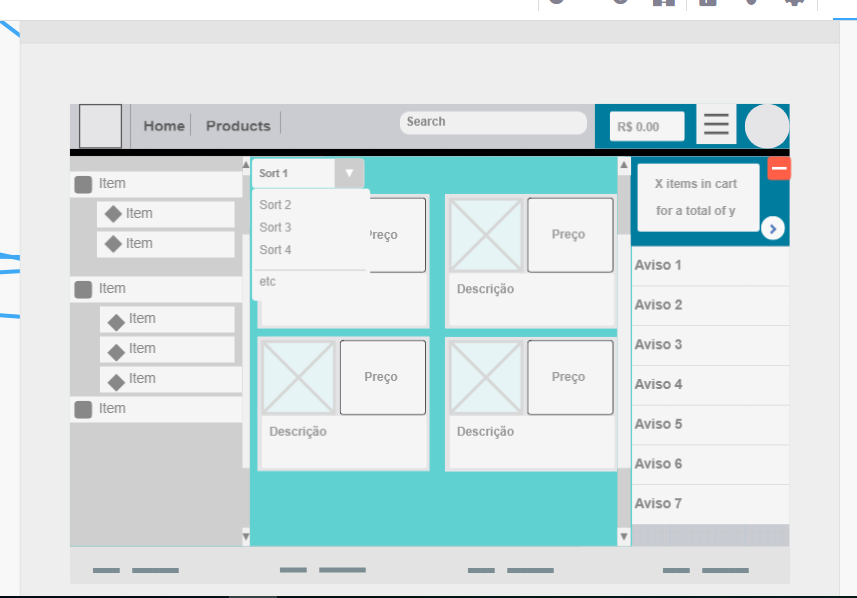 Home Products Search R$ 0.00
Item
Item
Item
Item
Item
Item
Item
Item
Sort 1
Sort 2
Sort 3
Sort 4
etc
Preço
Preço
Descrição
Preço
Descrição
Preço
Descrição
X items in cart
for a total of y
Aviso 1
Aviso 2
Aviso 3
Aviso 4
Aviso 5
Aviso 6
Aviso 7